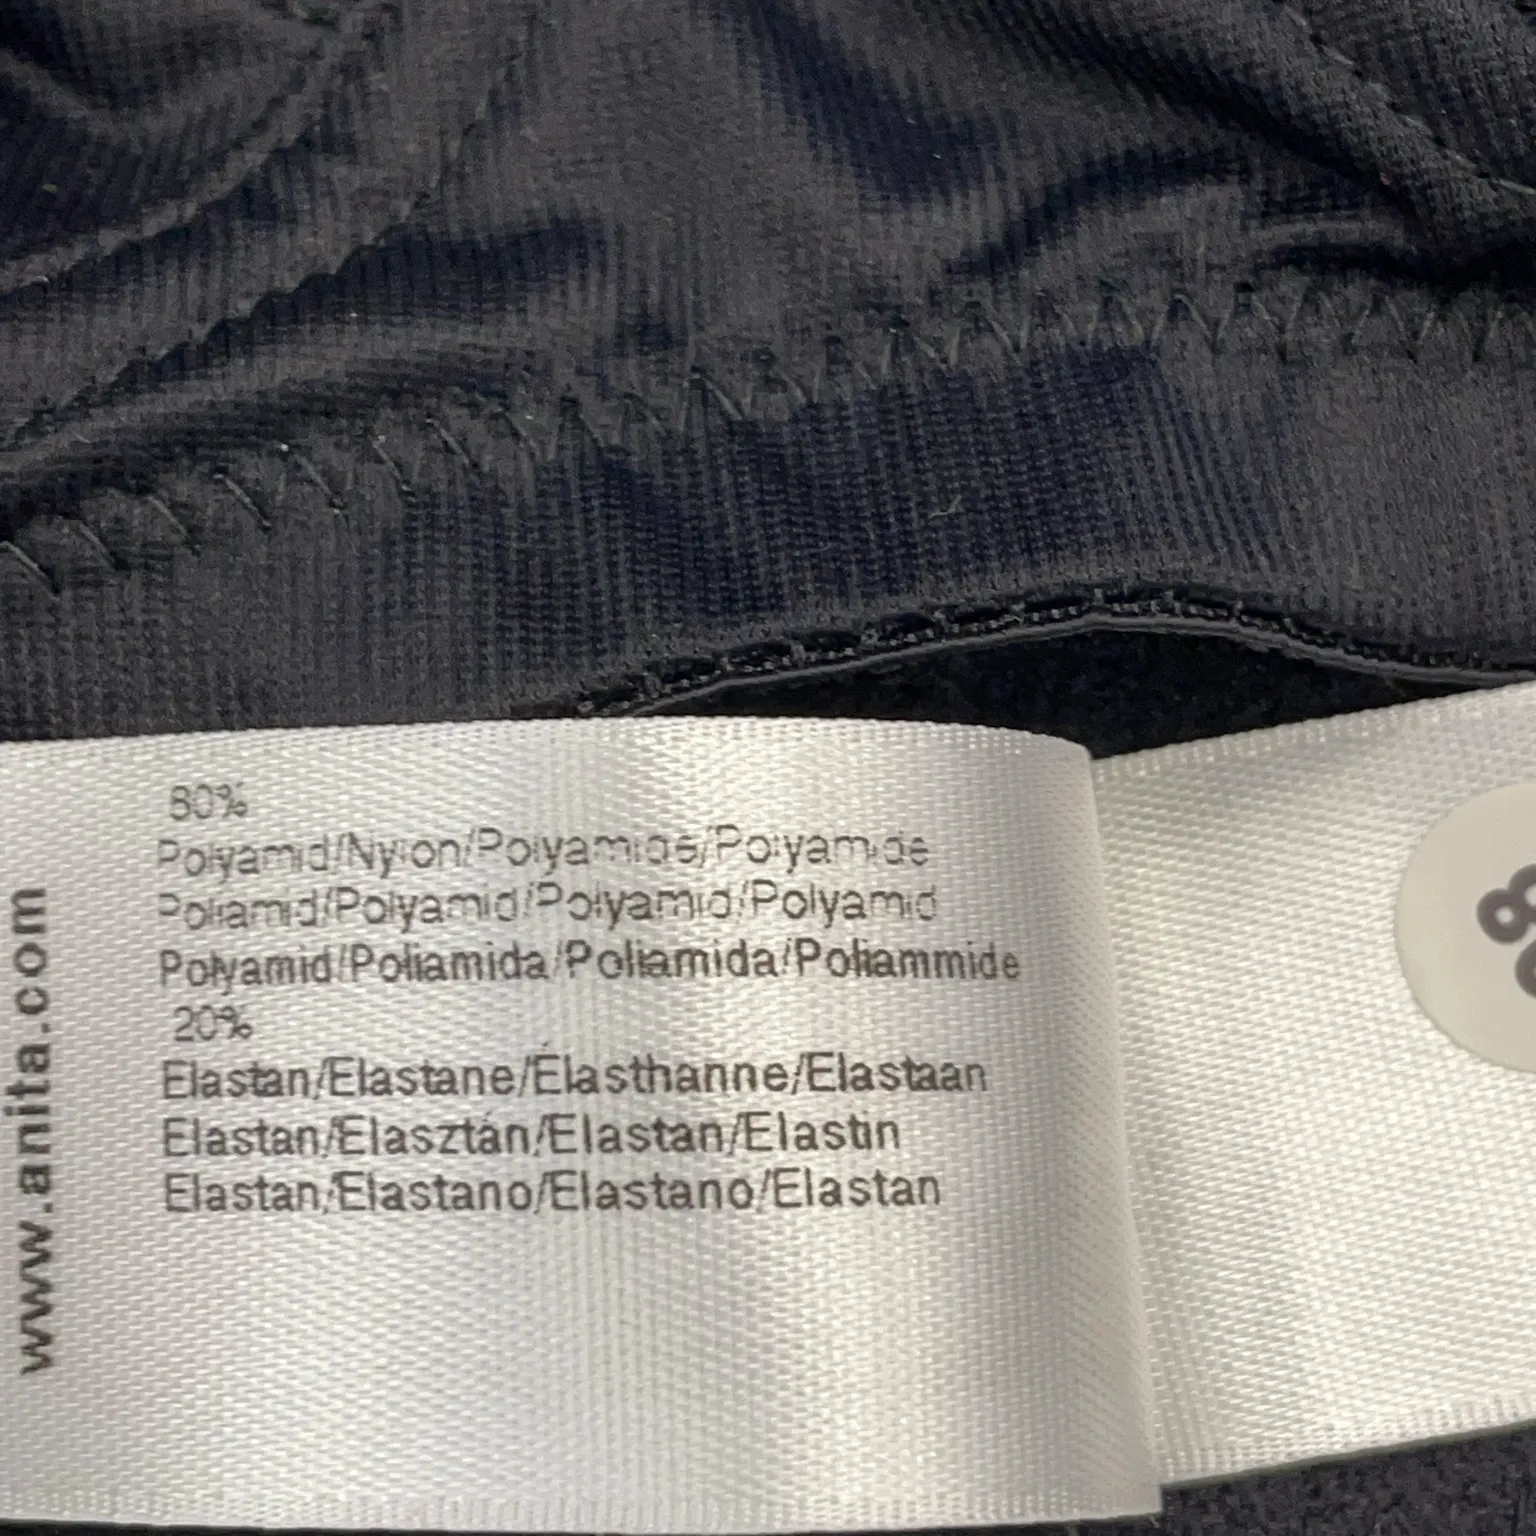 80%
Polyamid/Nylon/Polyamide/Polyamide
Poliamid/Polyamid/Polyamid/Polyamid
Polyamid/Poliamida/Poliamida/Poliammide
20%
Elastan/Elastane/Élasthanne/Elastaan
Elastan/Elasztán/Elastan/Elastin
Elastan/Elastano/Elastano/Elastan
www.anita.com